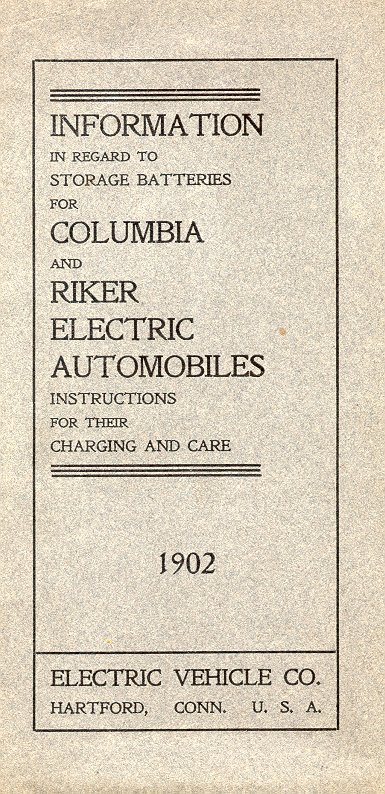 INFORMATION
IN REGARD TO
STORAGE BATTERIES
FOR
COLUMBIA
AND
RIKER
ELECTRIC
AUTOMOBILES
INSTRUCTIONS
FOR THEIR
CHARGING AND CARE
1902
ELECTRIC VEHICLE CO.
HARTFORD, CONN. U. S. A.